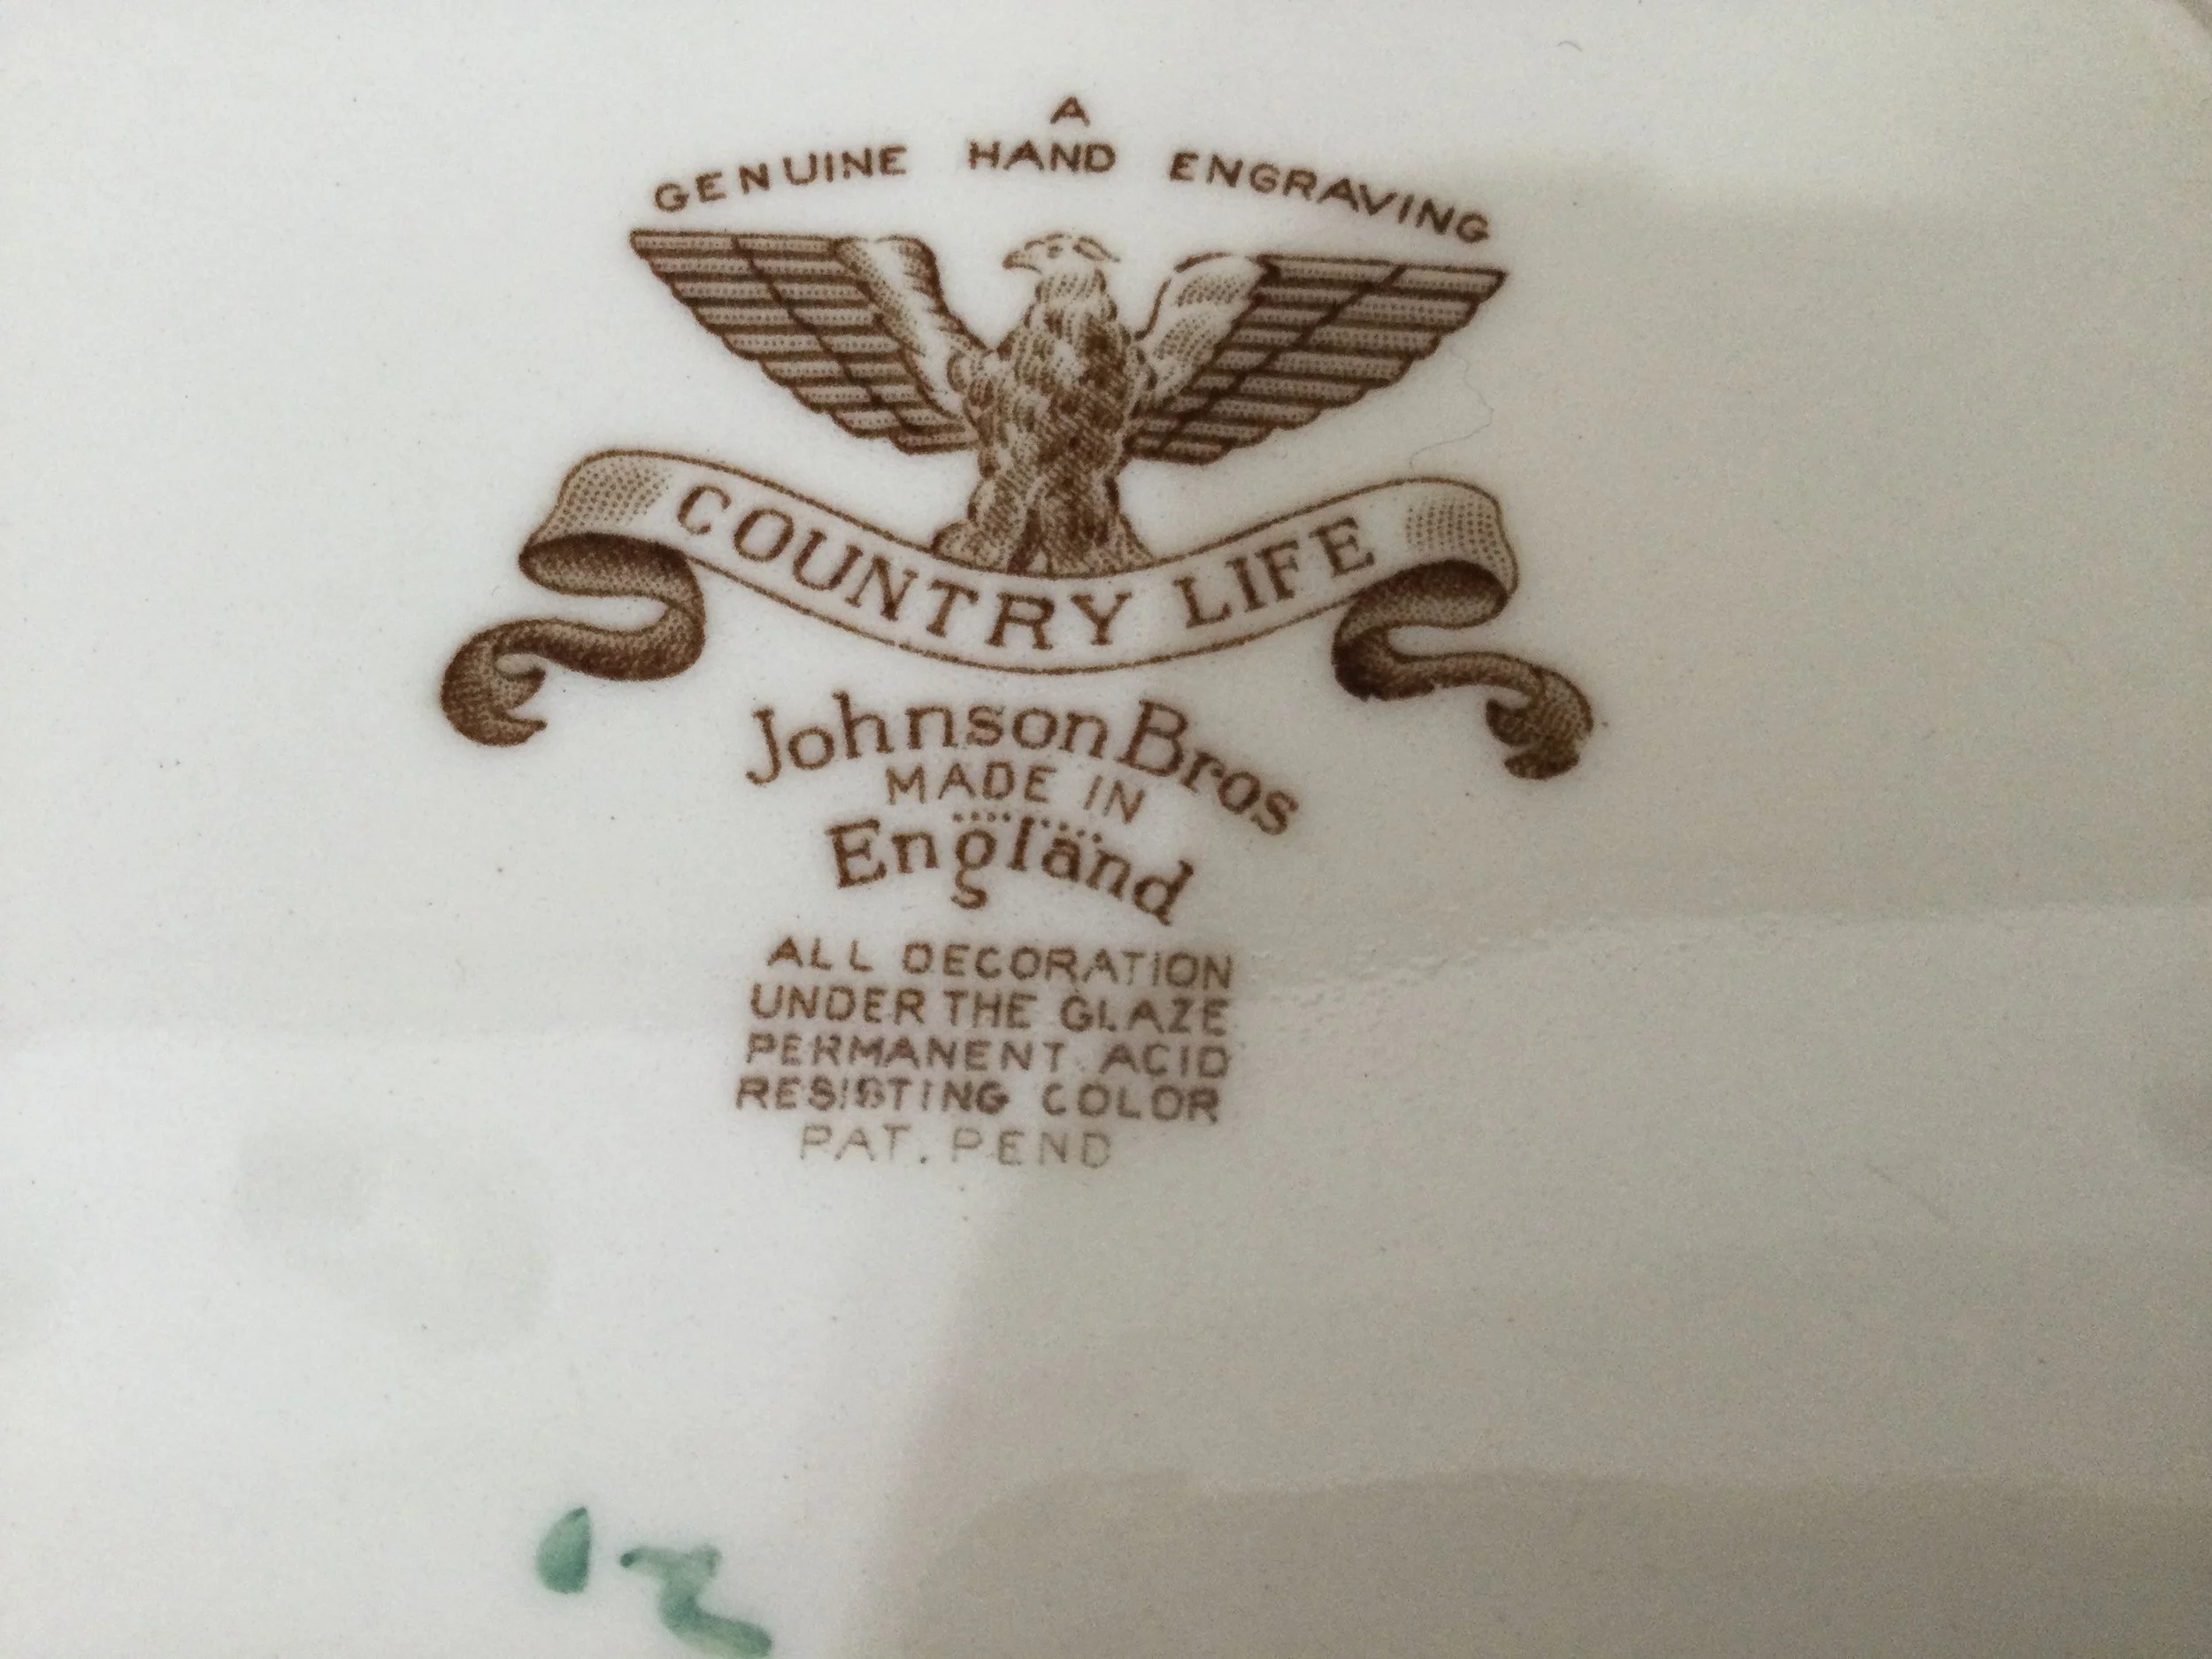 A
GENUINE HAND ENGRAVING
COUNTRY LIFE
Johnson Bros
MADE IN
England
ALL DECORATION
UNDER THE GLAZE
PERMANENT ACID
RESISTING COLOR
PAT. PEND